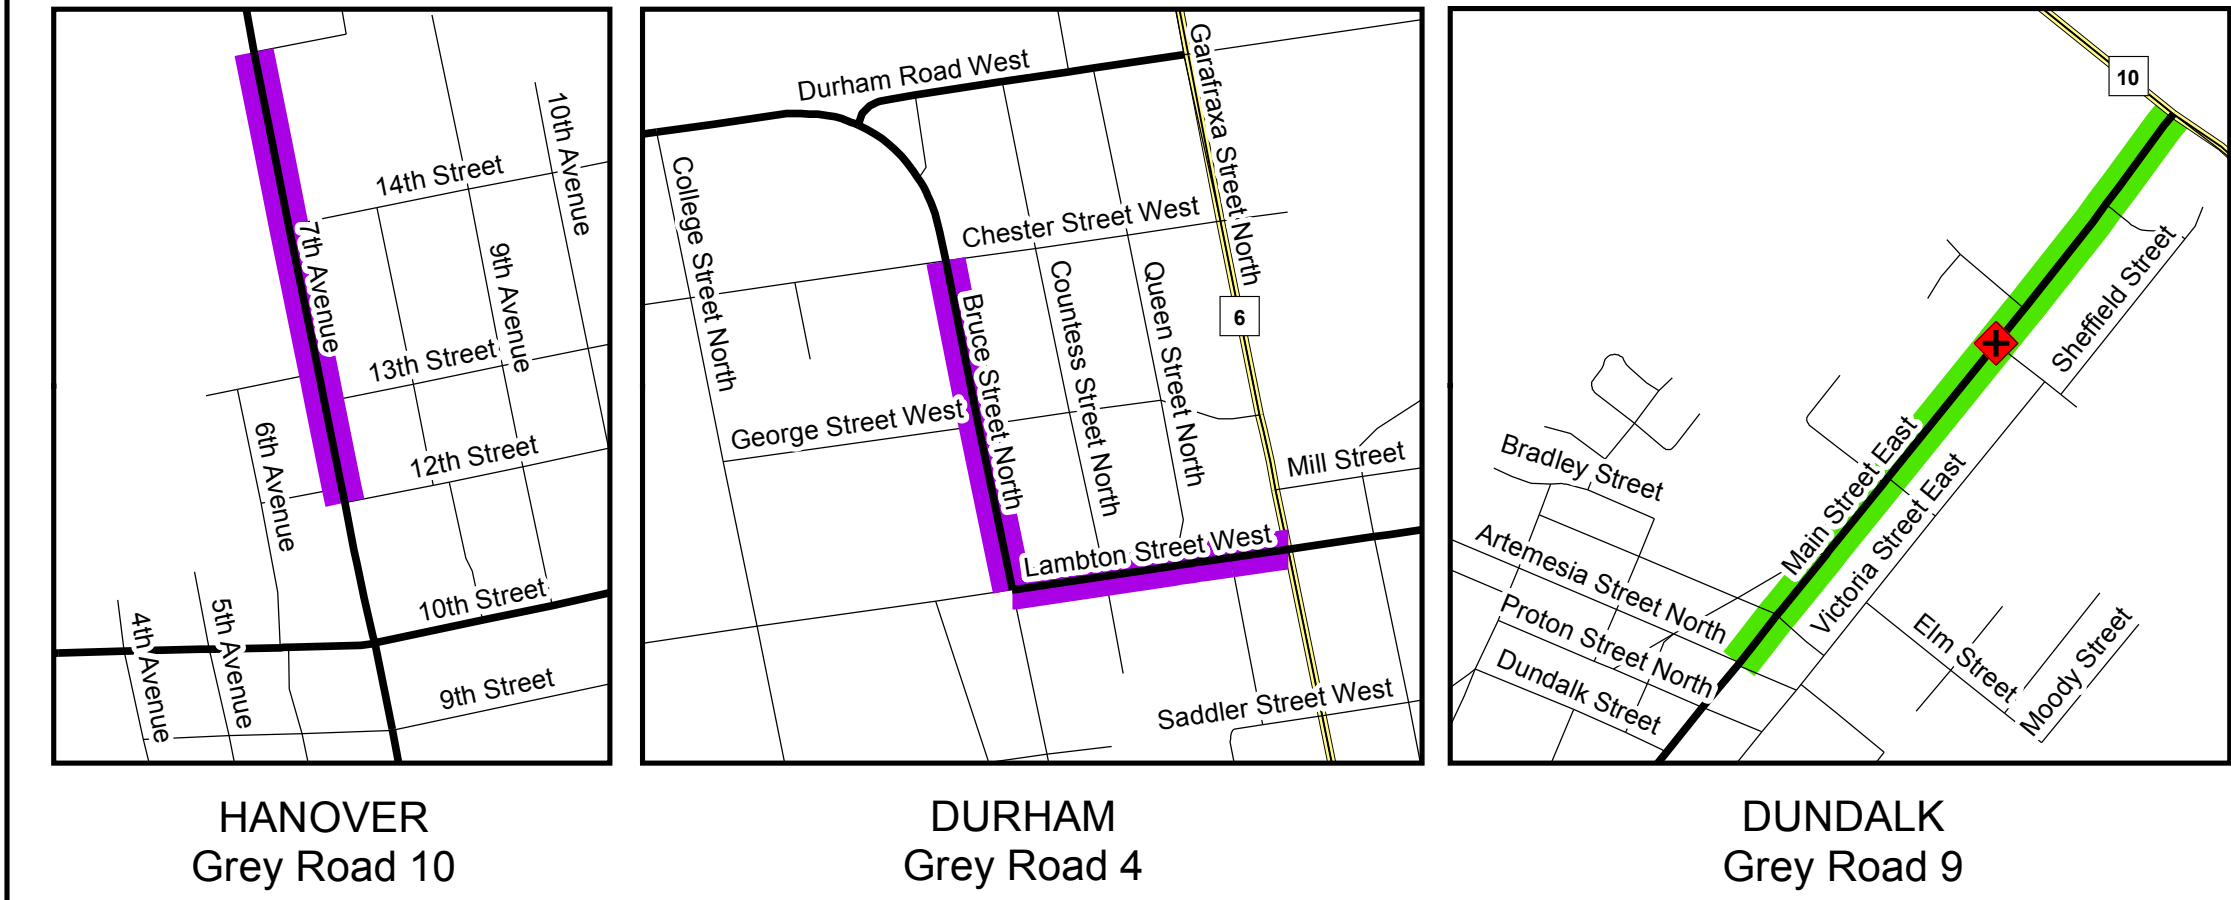 14th Street
10th Avenue
7th Avenue
9th Avenue
13th Street
6th Avenue
12th Street
10th Street
5th Avenue
4th Avenue
9th Street
HANOVER
Grey Road 10
Durham Road West
Garafraxa Street North
College Street North
Chester Street West
Countess Street North
Queen Street North
6
Bruce Street North
George Street West
Mill Street
Lambton Street West
Saddler Street West
DURHAM
Grey Road 4
10
Sheffield Street
Bradley Street
Main Street East
Victoria Street East
Artemesia Street North
Proton Street North
Dundalk Street
Elm Street
Moody Street
DUNDALK
Grey Road 9